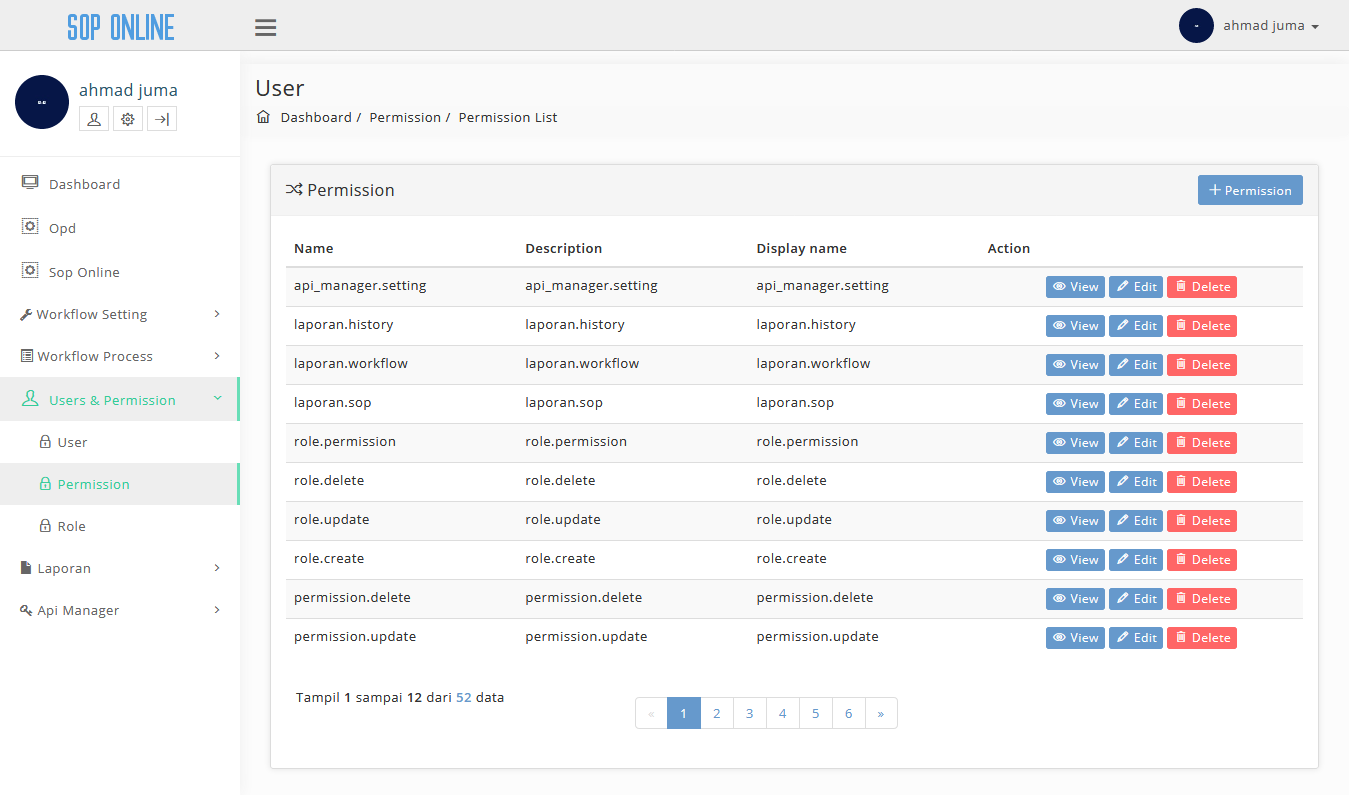 SOP ONLINE
ahmad juma
ahmad juma
Dashboard
Opd
Sop Online
Workflow Setting
Workflow Process
Users & Permission
User
Permission
Role
Laporan
Api Manager
User
Dashboard / Permission / Permission List
Permission
+ Permission
Name Description Display name Action
api_manager.setting api_manager.setting api_manager.setting View Edit Delete
laporan.history laporan.history laporan.history View Edit Delete
laporan.workflow laporan.workflow laporan.workflow View Edit Delete
laporan.sop laporan.sop laporan.sop View Edit Delete
role.permission role.permission role.permission View Edit Delete
role.delete role.delete role.delete View Edit Delete
role.update role.update role.update View Edit Delete
role.create role.create role.create View Edit Delete
permission.delete permission.delete permission.delete View Edit Delete
permission.update permission.update permission.update View Edit Delete
Tampil 1 sampai 12 dari 52 data
« 1 2 3 4 5 6 »